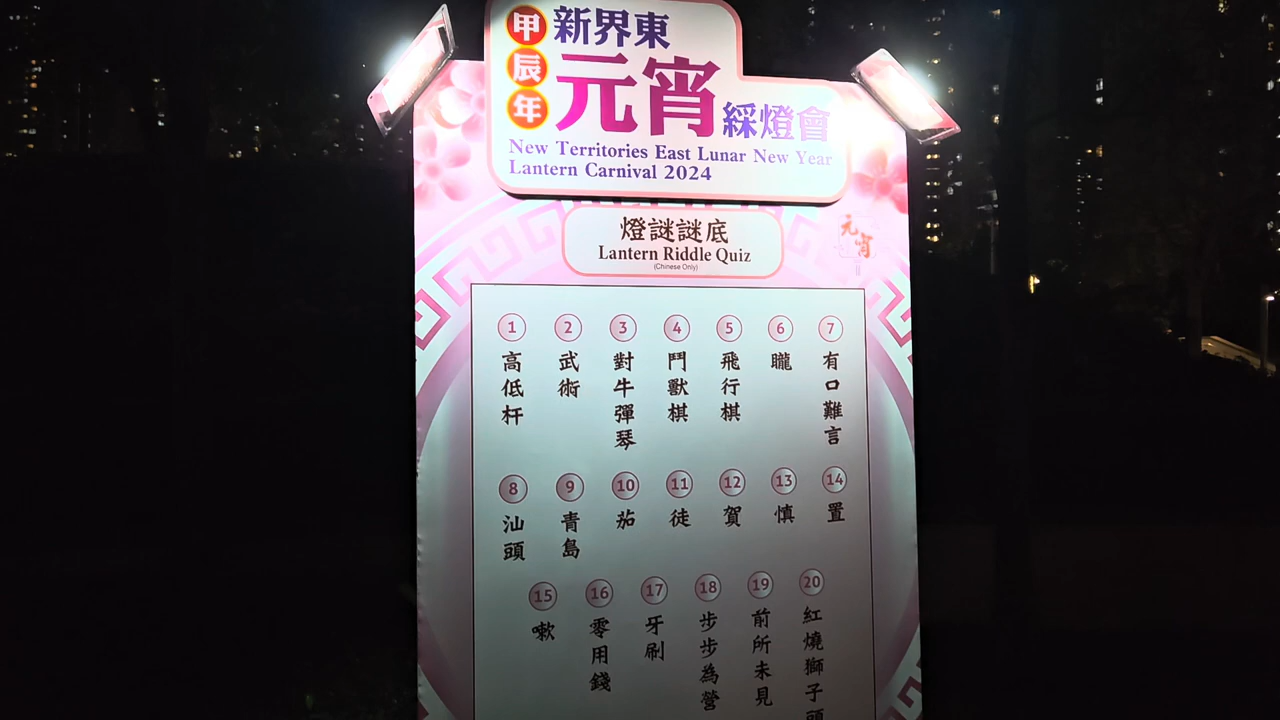 甲辰年
新界東
元宵綵燈會
New Territories East Lunar New Year
Lantern Carnival 2024
燈謎謎底
Lantern Riddle Quiz
(Chinese Only)
元宵
1 高低杆
2 武術
3 對牛彈琴
4 鬥獸棋
5 飛行棋
6 矓
7 有口難言
8 汕頭
9 青島
10 茄
11 徒
12 賀
13 慎
14 置
15 嗽
16 零用錢
17 牙刷
18 步步為營
19 前所未見
20 紅燒獅子頭